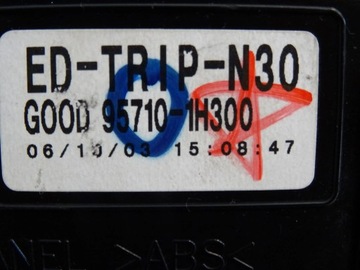 ED-TRIP-N30
GOOD 95710-1H300
06/10/03 15:08:47
>ABS<